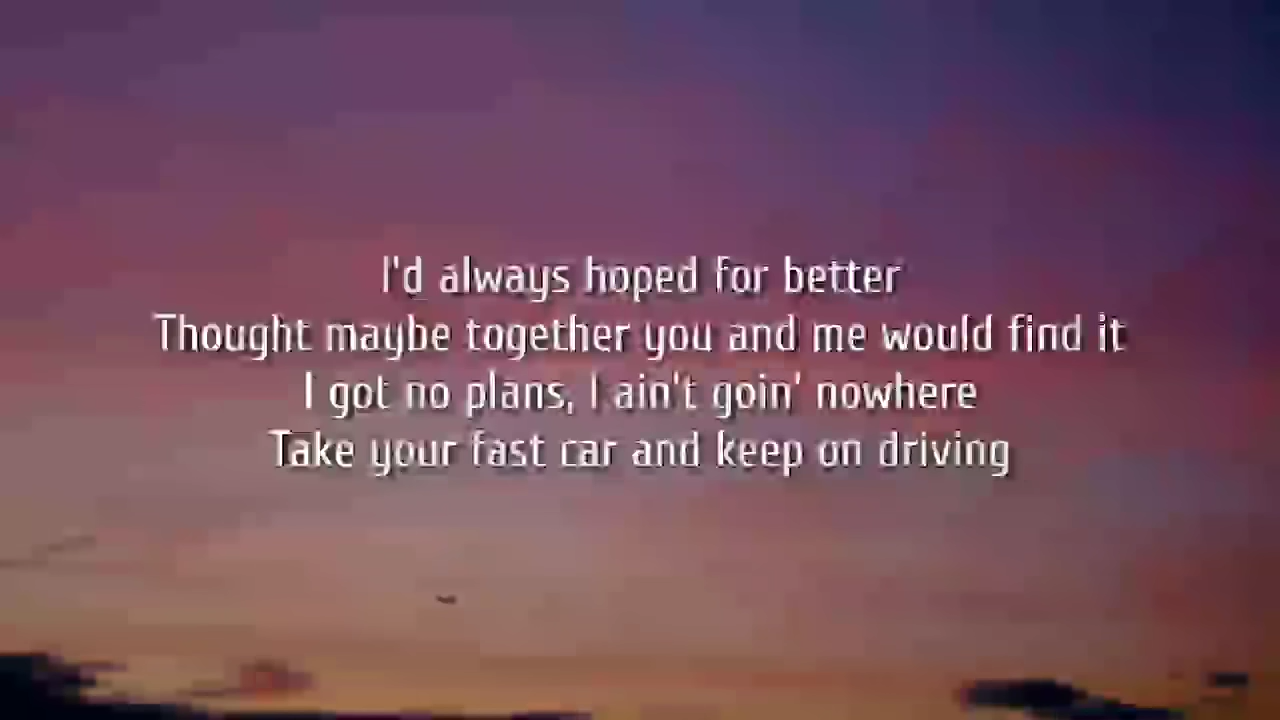 I'd always hoped for better
Thought maybe together you and me would find it
I got no plans, I ain't goin' nowhere
Take your fast car and keep on driving